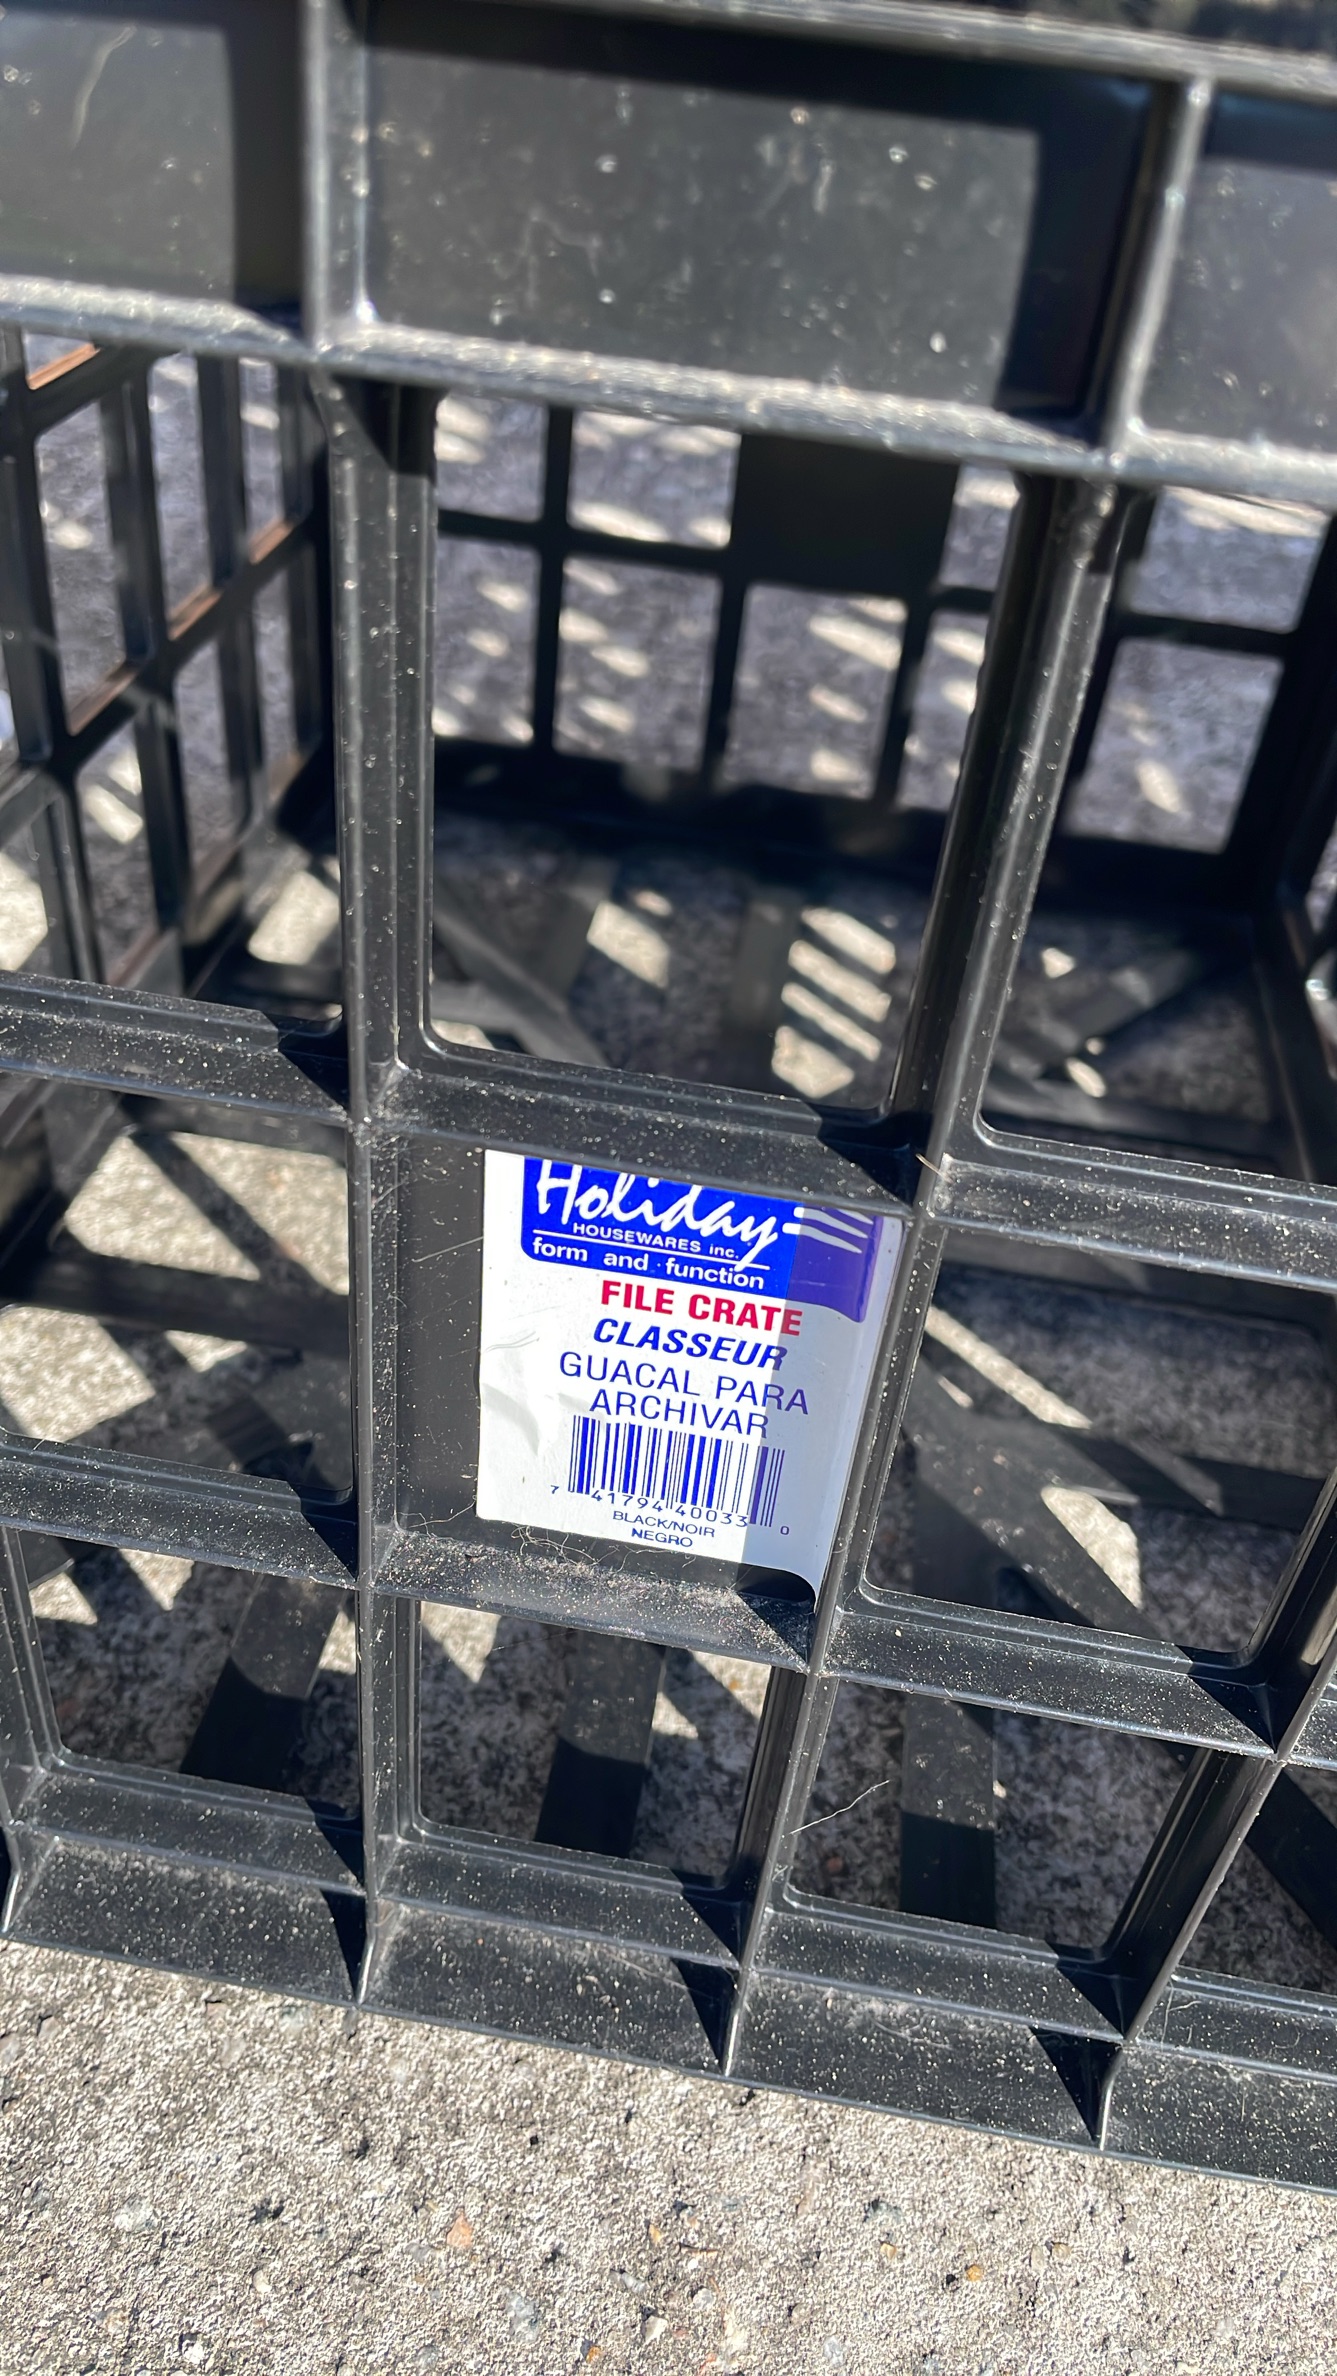 Holiday
HOUSEWARES inc.
form and function
FILE CRATE
CLASSEUR
GUACAL PARA
ARCHIVAR
7 41794 40033 0
BLACK/NOIR
NEGRO